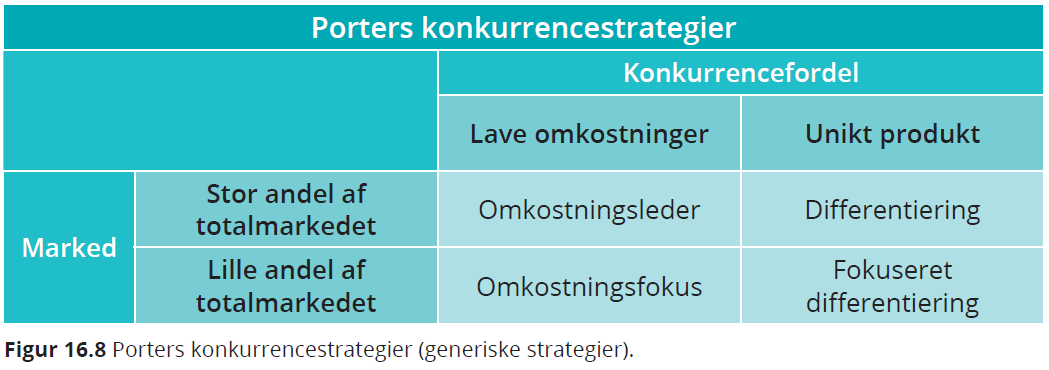 Porters konkurrencestrategier
Konkurrencefordel
Lave omkostninger
Unikt produkt
Marked
Stor andel af
totalmarkedet
Omkostningsleder
Differentiering
Lille andel af
totalmarkedet
Omkostningsfokus
Fokuseret
differentiering
Figur 16.8 Porters konkurrencestrategier (generiske strategier).